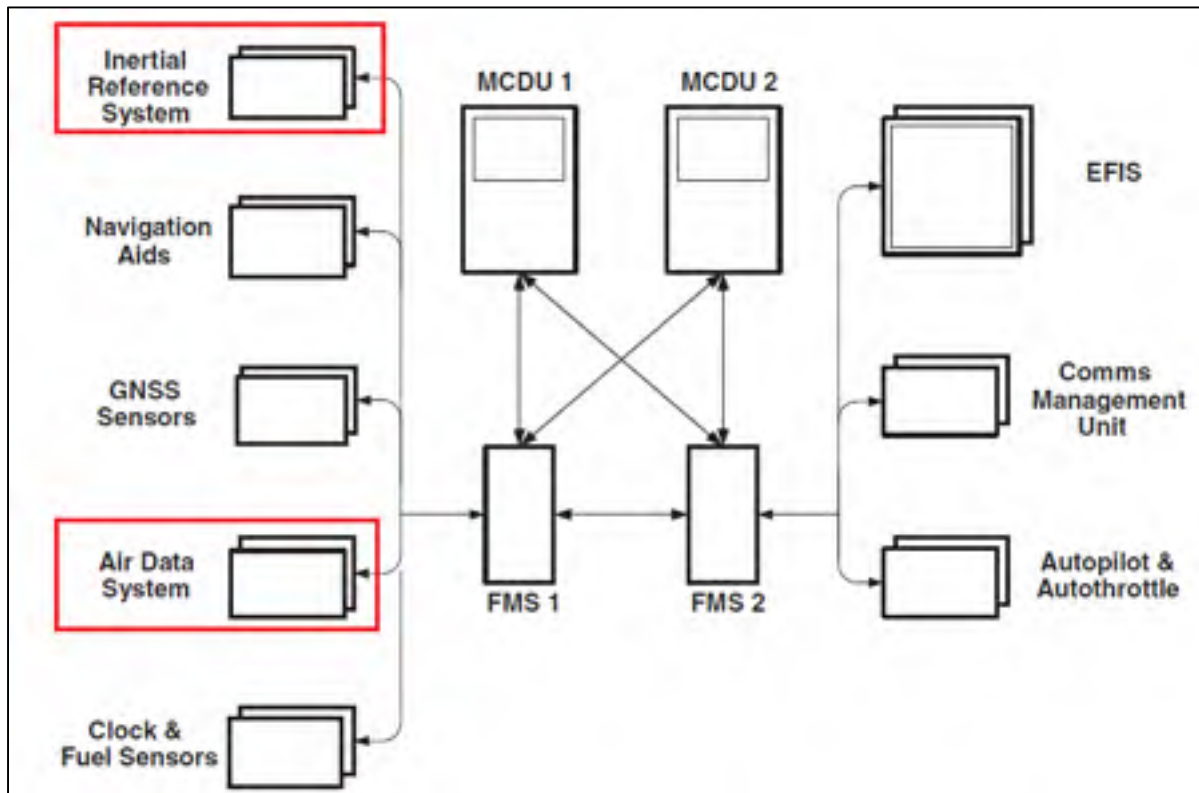 Inertial
Reference
System
Navigation
Aids
GNSS
Sensors
Air Data
System
Clock &
Fuel Sensors
MCDU 1
MCDU 2
FMS 1
FMS 2
EFIS
Comms
Management
Unit
Autopilot &
Autothrottle